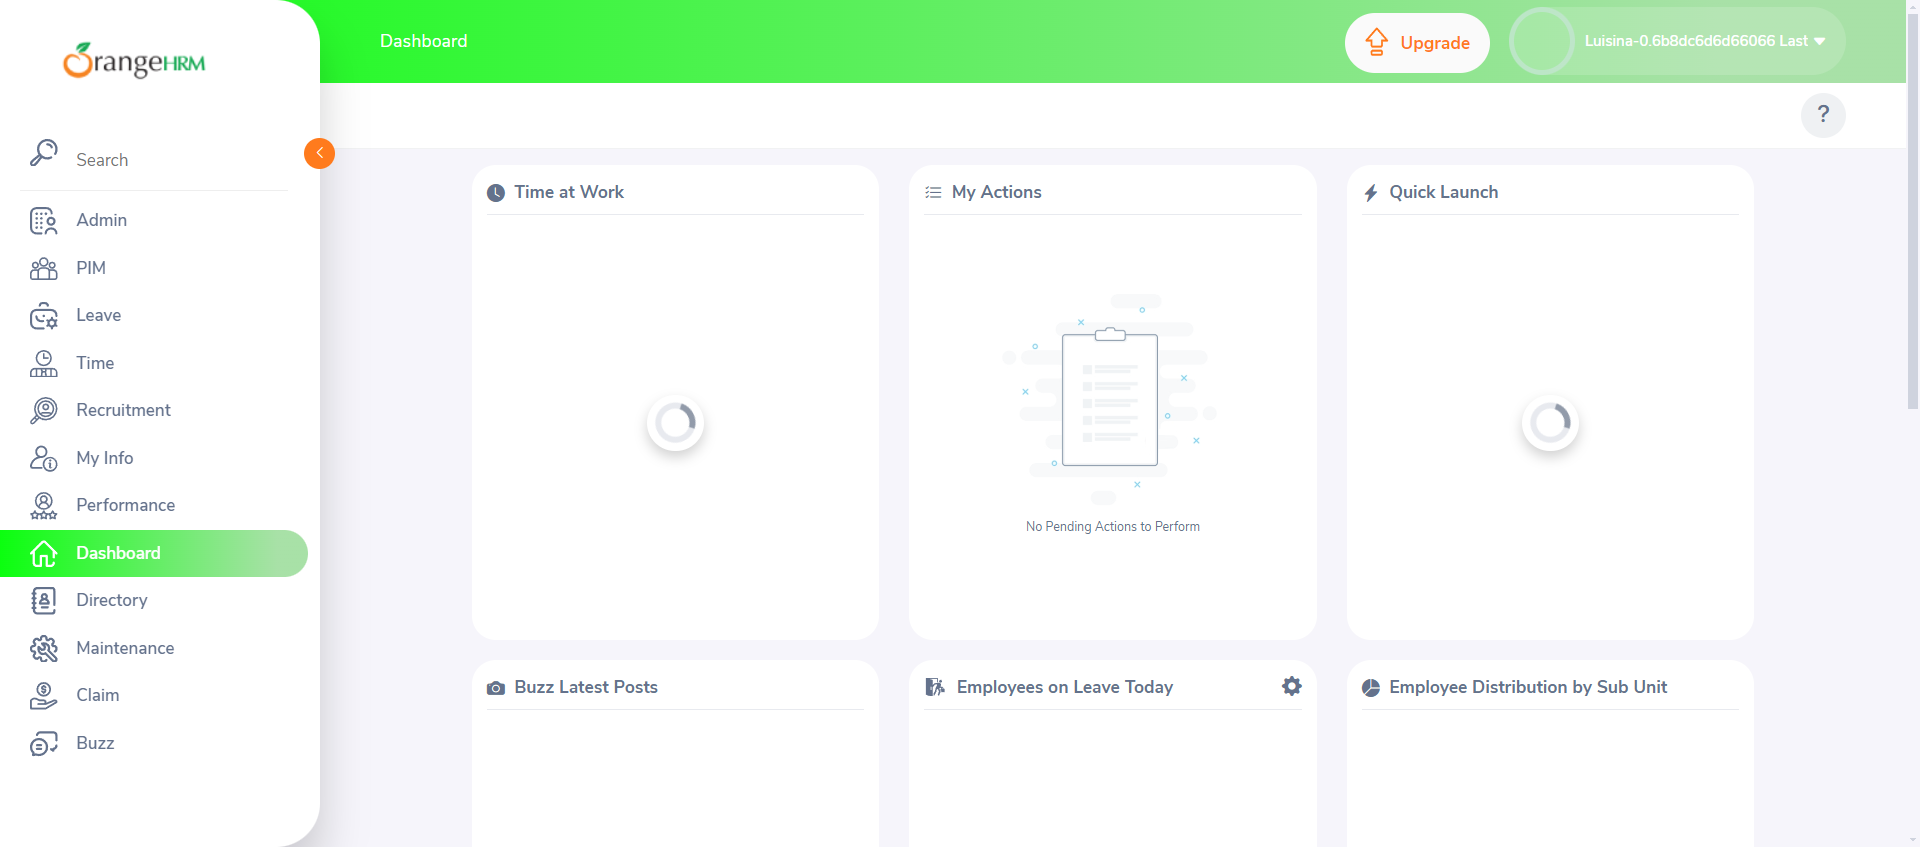 OrangeHRM
Dashboard
Upgrade
Luisina-0.6b8dc6d6d66066 Last
?
Search
Admin
PIM
Leave
Time
Recruitment
My Info
Performance
Dashboard
Directory
Maintenance
Claim
Buzz
Time at Work
My Actions
No Pending Actions to Perform
Quick Launch
Buzz Latest Posts
Employees on Leave Today
Employee Distribution by Sub Unit